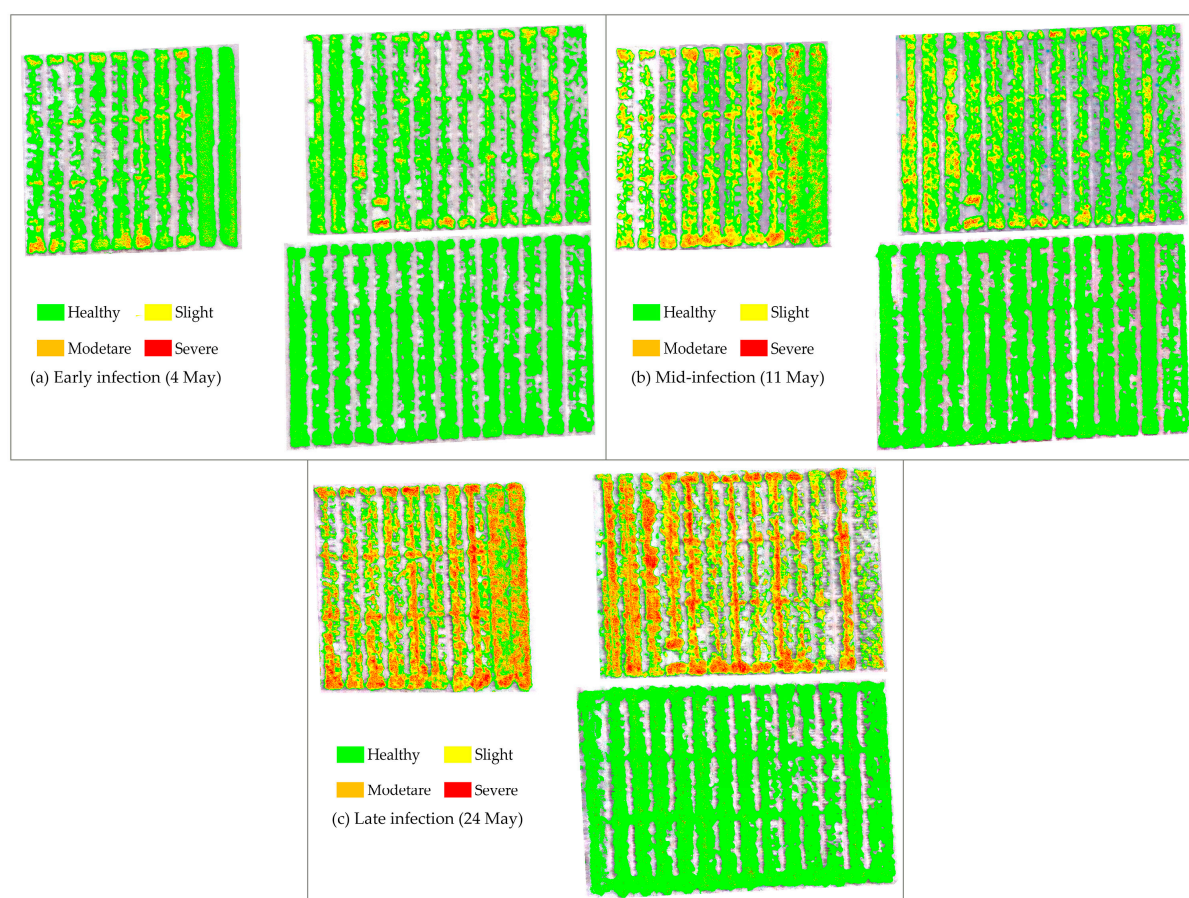 Healthy Slight
Modetare Severe
(a) Early infection (4 May)
Healthy Slight
Modetare Severe
(b) Mid-infection (11 May)
Healthy Slight
Modetare Severe
(c) Late infection (24 May)